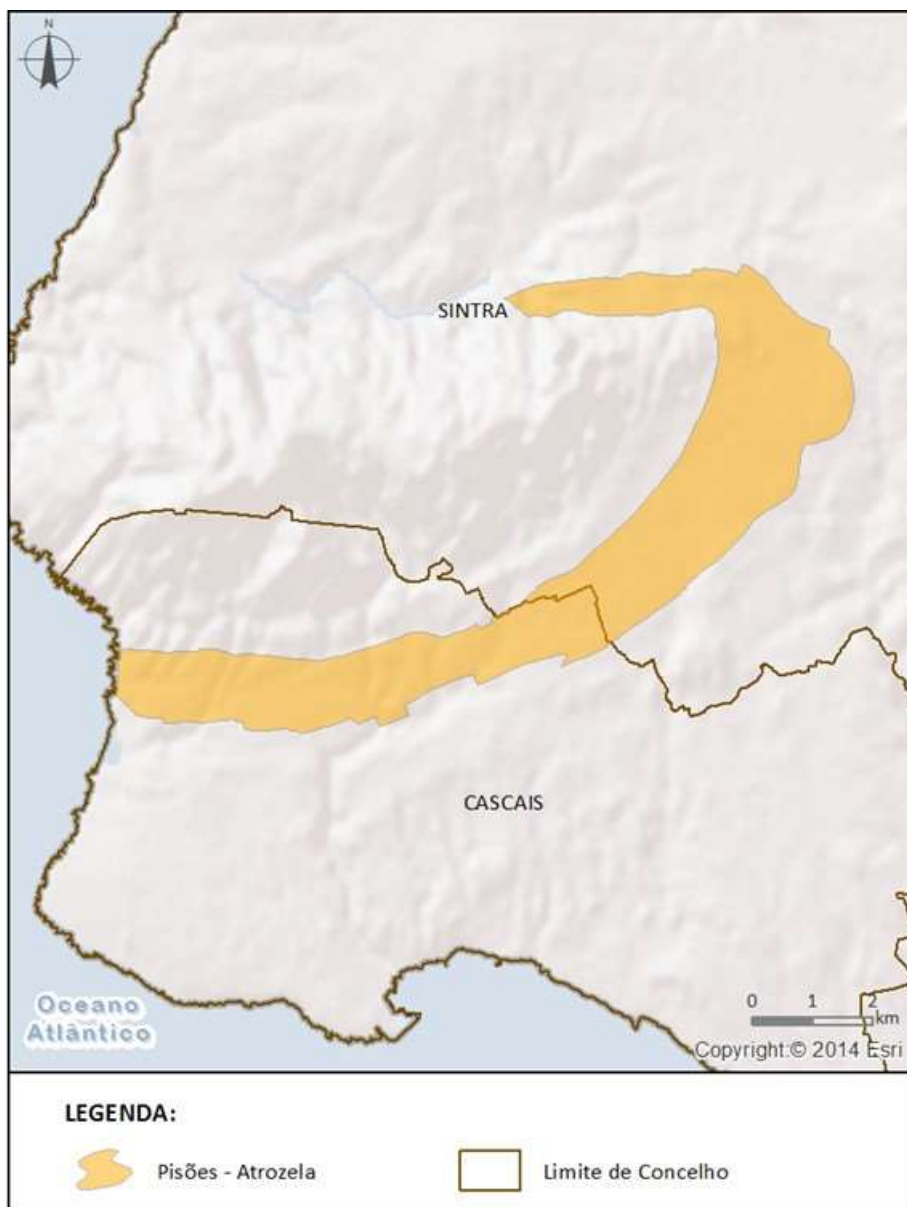 N
SINTRA
CASCAIS
Oceano
Atlântico
0 1 2
km
Copyright:© 2014 Esri
LEGENDA:
Pisões - Atrozela
Limite de Concelho